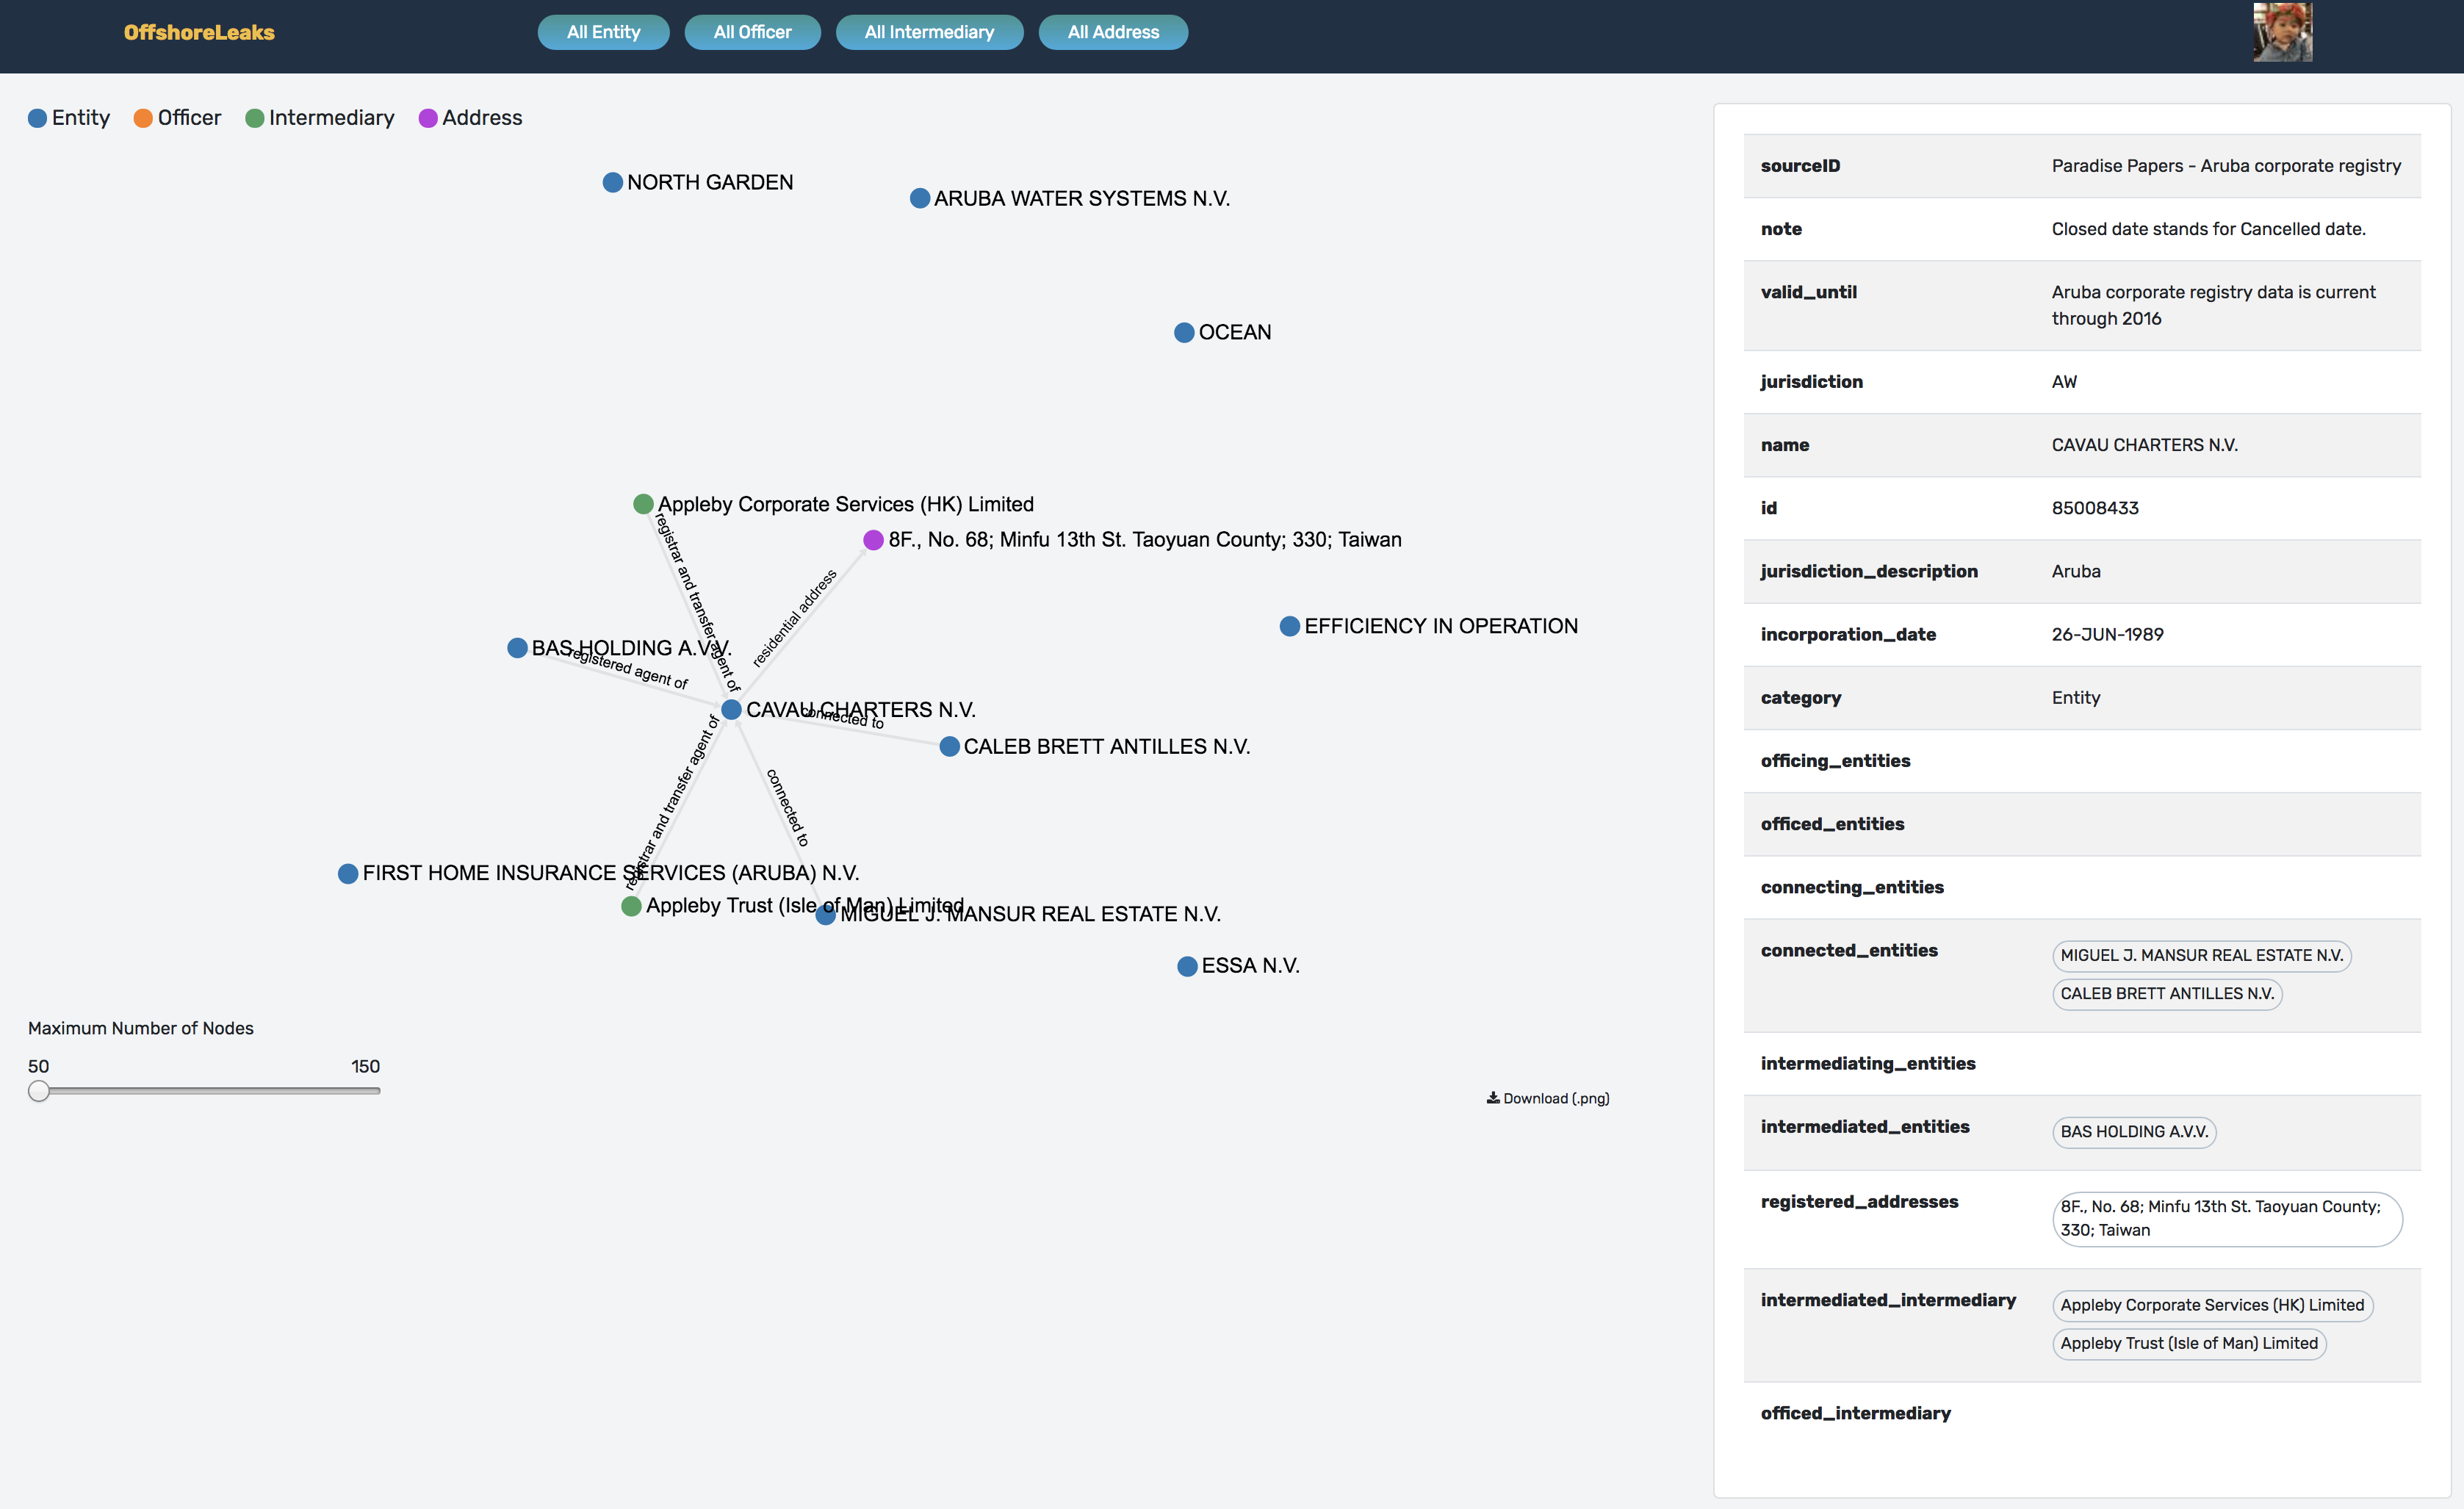 OffshoreLeaks
All Entity
All Officer
All Intermediary
All Address
Entity
Officer
Intermediary
Address
NORTH GARDEN
ARUBA WATER SYSTEMS N.V.
OCEAN
Appleby Corporate Services (HK) Limited
registrar and transfer agent of
8F., No. 68; Minfu 13th St. Taoyuan County; 330; Taiwan
residential address
EFFICIENCY IN OPERATION
BAS HOLDING A.V.V.
registered agent of
CAVAU CHARTERS N.V.
connected to
CALEB BRETT ANTILLES N.V.
registrar and transfer agent of
connected to
FIRST HOME INSURANCE SERVICES (ARUBA) N.V.
Appleby Trust (Isle of Man) Limited
MIGUEL J. MANSUR REAL ESTATE N.V.
ESSA N.V.
Maximum Number of Nodes
50
150
Download (.png)
sourceID
Paradise Papers - Aruba corporate registry
note
Closed date stands for Cancelled date.
valid_until
Aruba corporate registry data is current
through 2016
jurisdiction
AW
name
CAVAU CHARTERS N.V.
id
85008433
jurisdiction_description
Aruba
incorporation_date
26-JUN-1989
category
Entity
officing_entities
officed_entities
connecting_entities
connected_entities
MIGUEL J. MANSUR REAL ESTATE N.V.
CALEB BRETT ANTILLES N.V.
intermediating_entities
intermediated_entities
BAS HOLDING A.V.V.
registered_addresses
8F., No. 68; Minfu 13th St. Taoyuan County;
330; Taiwan
intermediated_intermediary
Appleby Corporate Services (HK) Limited
Appleby Trust (Isle of Man) Limited
officed_intermediary